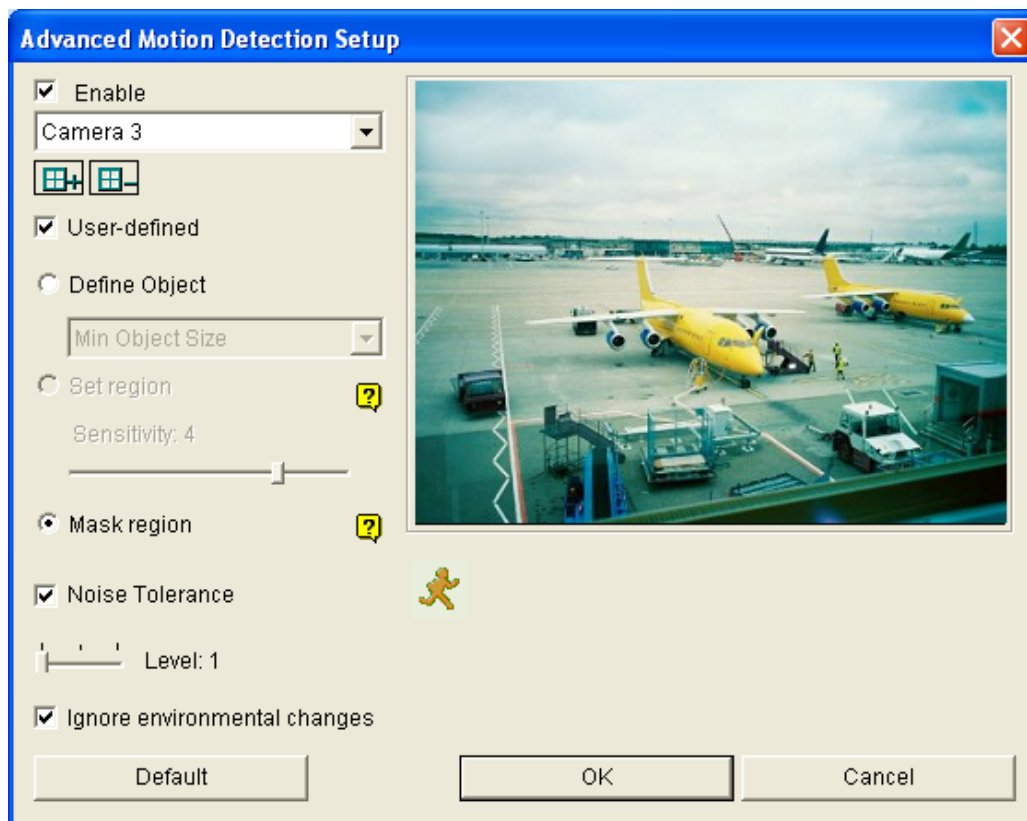 Advanced Motion Detection Setup
Enable
Camera 3
User-defined
Define Object
Min Object Size
Set region
?
Sensitivity: 4
Mask region
?
Noise Tolerance
Level: 1
Ignore environmental changes
Default
OK
Cancel